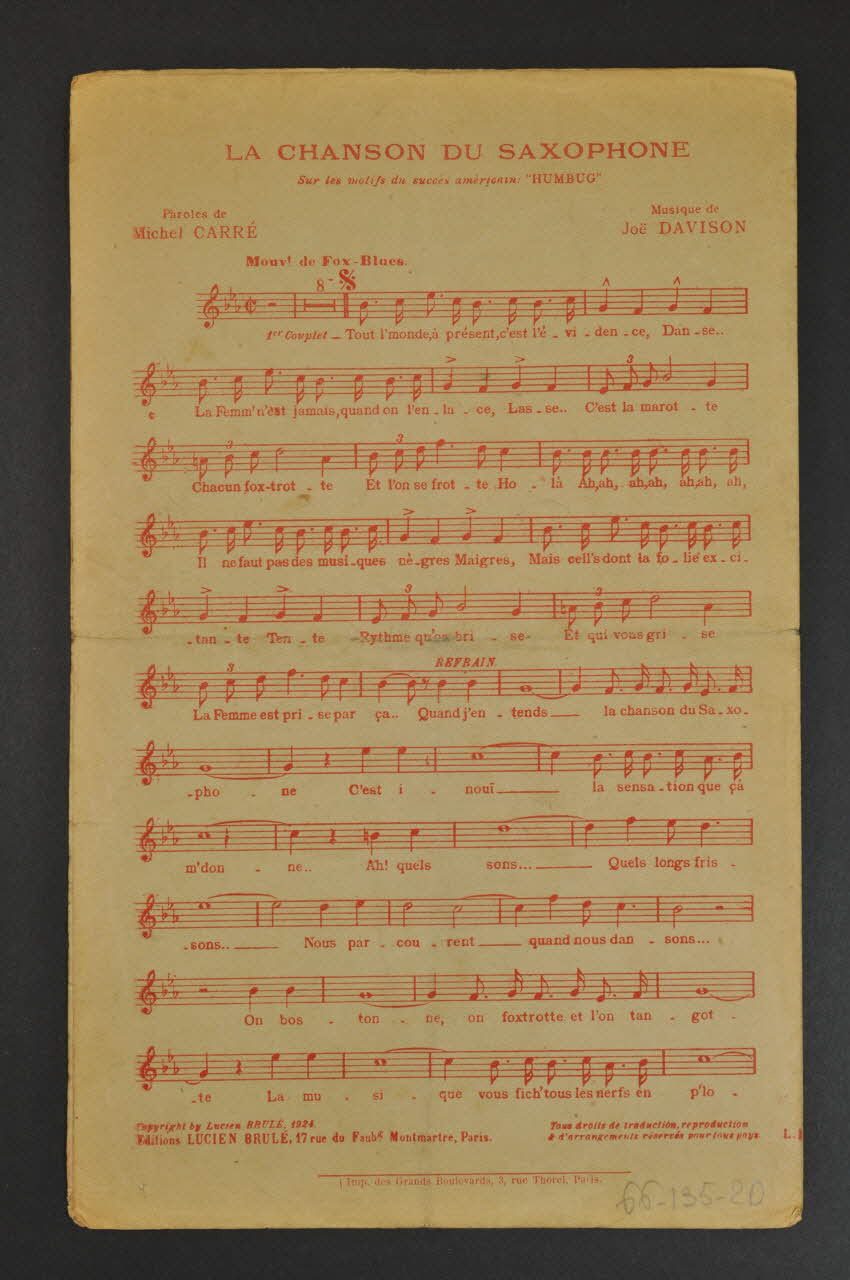 LA CHANSON DU SAXOPHONE
Sur les motifs du succès américain: "HUMBUG"
Paroles de
Michel CARRÉ
Musique de
Joë DAVISON
Mouvt de Fox-Blues.
8
1er Couplet _ Tout l'monde, à présent, c'est l'é - vi - den - ce, Dan - se..
La Femm' n'est jamais, quand on l'en - la - ce, Las - se.. C'est la marot - te
3
Chacun fox-trot - te Et l'on se frot - te Ho - là Ah, ah, ah, ah, ah, ah, ah,
3 3
Il ne faut pas des musi - ques nè - gres Maigres, Mais cell's dont la fo - lie ex - ci -
- tan - te Ten - te Rythme qu'on bri - se- Et qui vous gri - se
3 3
REFRAIN.
3
La Femme est pri - se par ça.. Quand j'en - tends ___ la chanson du Sa - xo -
- pho - ne C'est i - nouï ___ la sensa - tion que çà
m'don - ne.. Ah! quels sons... ___ Quels longs fris -
- sons.. ___ Nous par - cou - rent ___ quand nous dan - sons...
On bos - ton - ne, on foxtrotte et l'on tan - got -
- te La mu - si - que vous fich' tous les nerfs en p'lo -
Copyright by Lucien BRULÉ, 1924.
Editions LUCIEN BRULÉ, 17 rue du Faubg Montmartre, Paris.
Tous droits de traduction, reproduction
& d'arrangements réservés pour tous pays.
L.
Imp. des Grands Boulevards, 3, rue Thorel, Paris.
66-135-2D